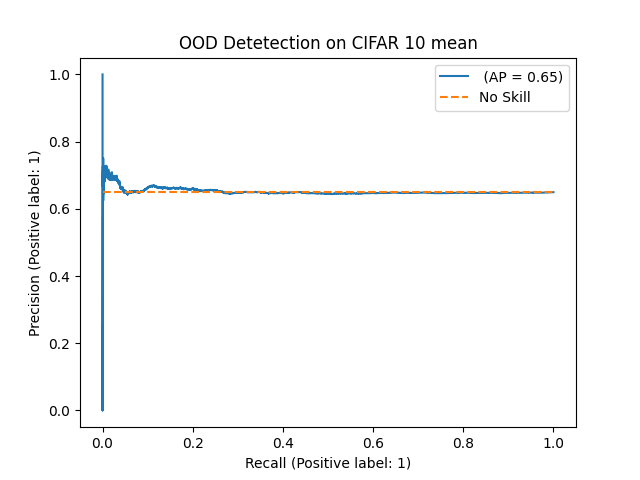 OOD Detetection on CIFAR 10 mean
(AP = 0.65)
No Skill
Precision (Positive label: 1)
1.0
0.8
0.6
0.4
0.2
0.0
0.0 0.2 0.4 0.6 0.8 1.0
Recall (Positive label: 1)